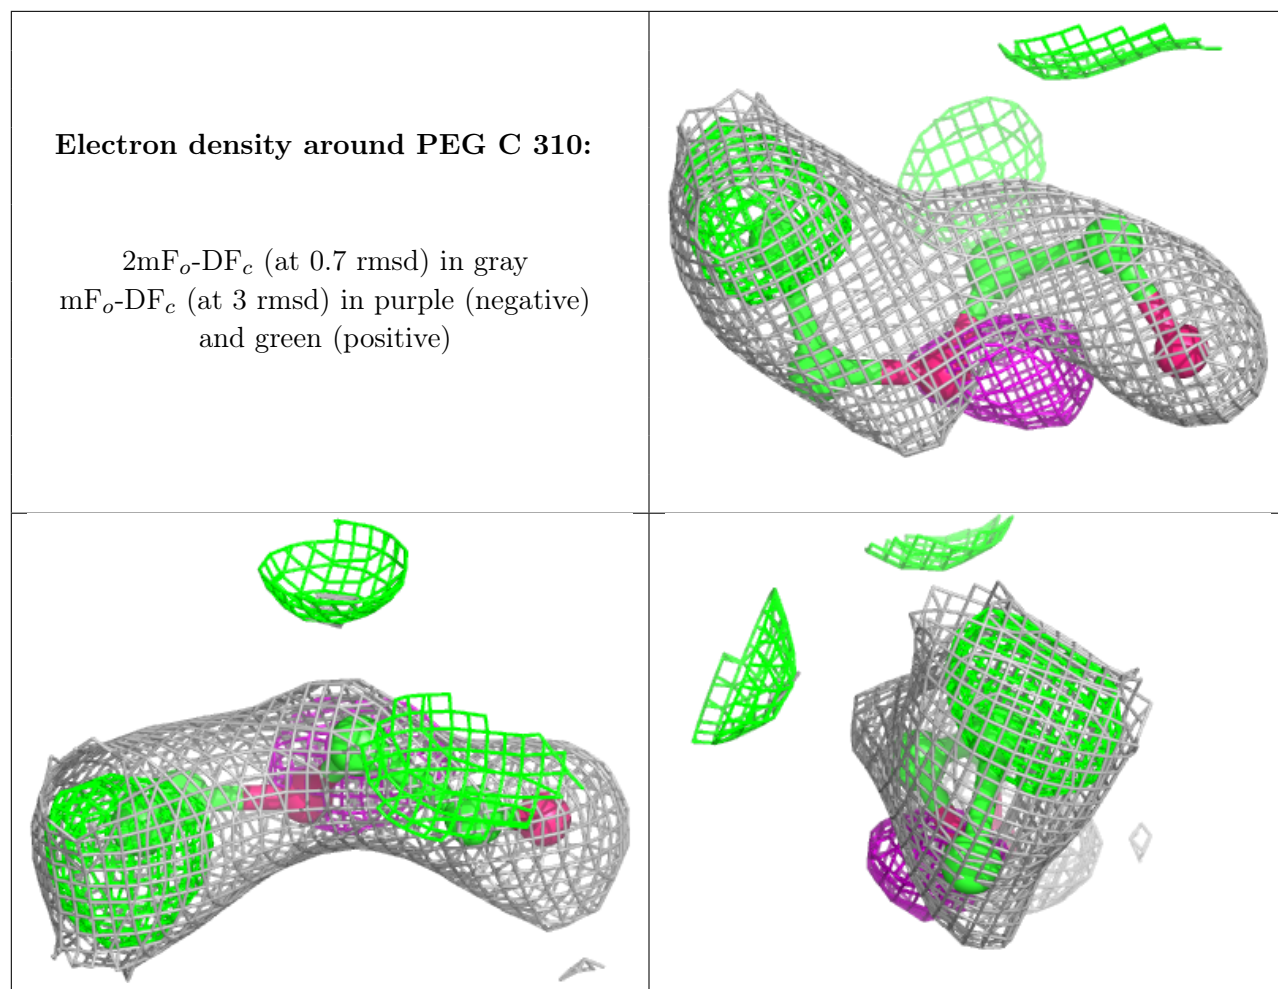 Electron density around PEG C 310:
2mFo-DFc (at 0.7 rmsd) in gray
mFo-DFc (at 3 rmsd) in purple (negative)
and green (positive)